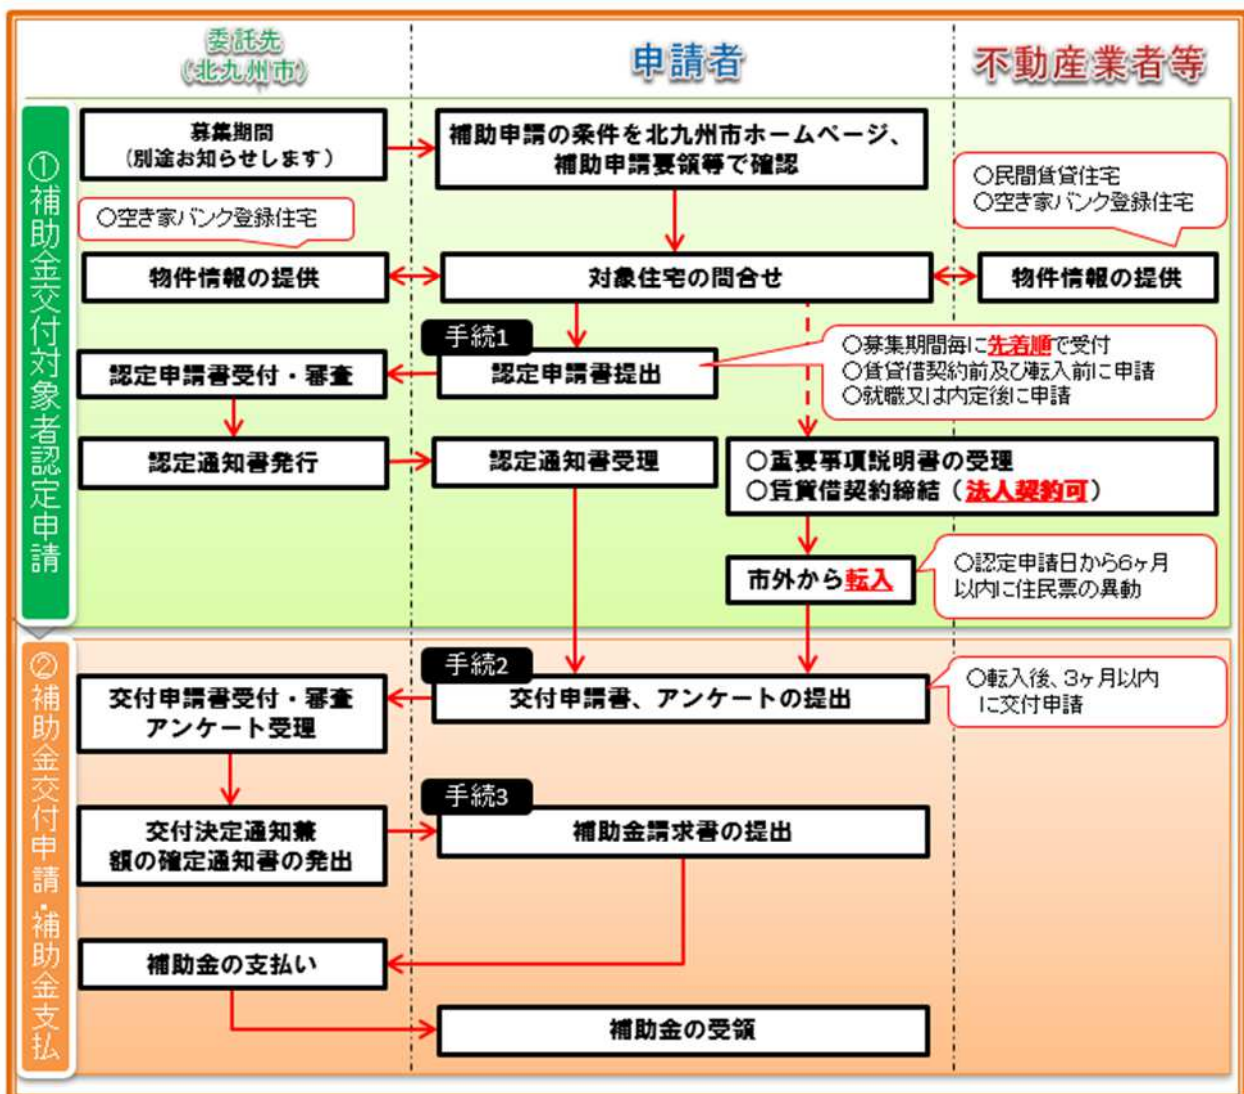 委託先
(北九州市)
申請者
不動産業者等
①補助金交付対象者認定申請
募集期間
(別途お知らせします)
補助申請の条件を北九州市ホームページ、
補助申請要領等で確認
○民間賃貸住宅
○空き家バンク登録住宅
○空き家バンク登録住宅
物件情報の提供
対象住宅の問合せ
物件情報の提供
手続1
認定申請書受付・審査
認定申請書提出
○募集期間毎に先着順で受付
○賃貸借契約前及び転入前に申請
○就職又は内定後に申請
認定通知書発行
認定通知書受理
○重要事項説明書の受理
○賃貸借契約締結(法人契約可)
市外から転入
○認定申請日から6ヶ月
以内に住民票の異動
②補助金交付申請・補助金支払
手続2
交付申請書受付・審査
アンケート受理
交付申請書、アンケートの提出
○転入後、3ヶ月以内
に交付申請
手続3
交付決定通知兼
額の確定通知書の発出
補助金請求書の提出
補助金の支払い
補助金の受領